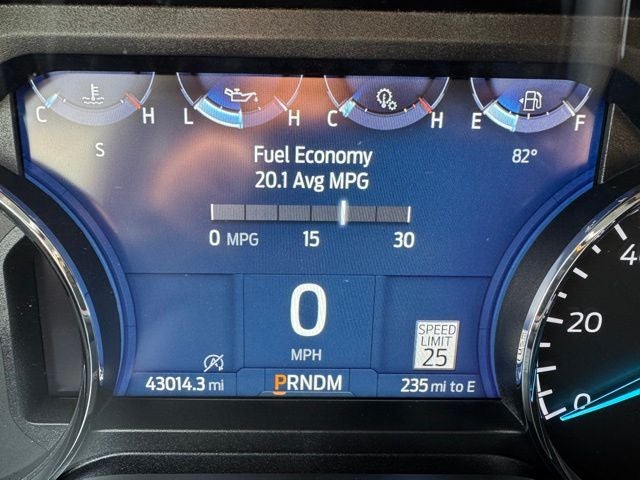 C H L H C H E F
S 82°
Fuel Economy
20.1 Avg MPG
0 MPG 15 30
0
MPH
SPEED
LIMIT
25
43014.3 mi PRNDM 235 mi to E
20
0